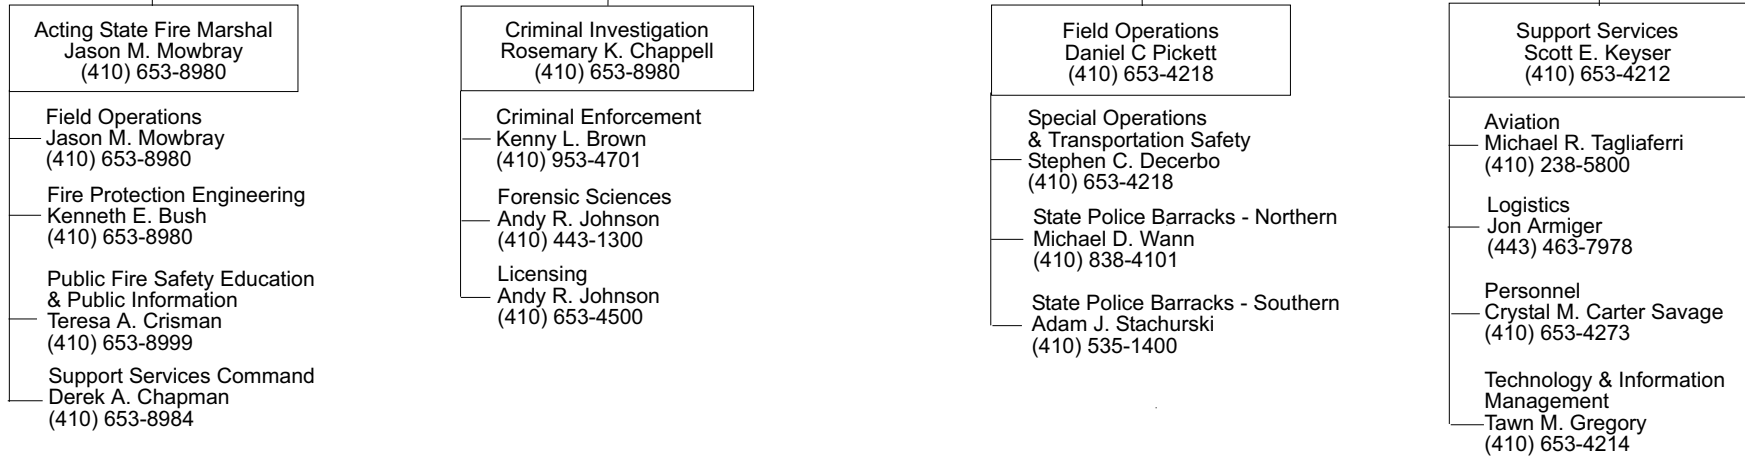 Acting State Fire Marshal
Jason M. Mowbray
(410) 653-8980
Field Operations
Jason M. Mowbray
(410) 653-8980
Fire Protection Engineering
Kenneth E. Bush
(410) 653-8980
Public Fire Safety Education
& Public Information
Teresa A. Crisman
(410) 653-8999
Support Services Command
Derek A. Chapman
(410) 653-8984
Criminal Investigation
Rosemary K. Chappell
(410) 653-8980
Criminal Enforcement
Kenny L. Brown
(410) 953-4701
Forensic Sciences
Andy R. Johnson
(410) 443-1300
Licensing
Andy R. Johnson
(410) 653-4500
Field Operations
Daniel C Pickett
(410) 653-4218
Special Operations
& Transportation Safety
Stephen C. Decerbo
(410) 653-4218
State Police Barracks - Northern
Michael D. Wann
(410) 838-4101
State Police Barracks - Southern
Adam J. Stachurski
(410) 535-1400
Support Services
Scott E. Keyser
(410) 653-4212
Aviation
Michael R. Tagliaferri
(410) 238-5800
Logistics
Jon Armiger
(443) 463-7978
Personnel
Crystal M. Carter Savage
(410) 653-4273
Technology & Information
Management
Tawn M. Gregory
(410) 653-4214